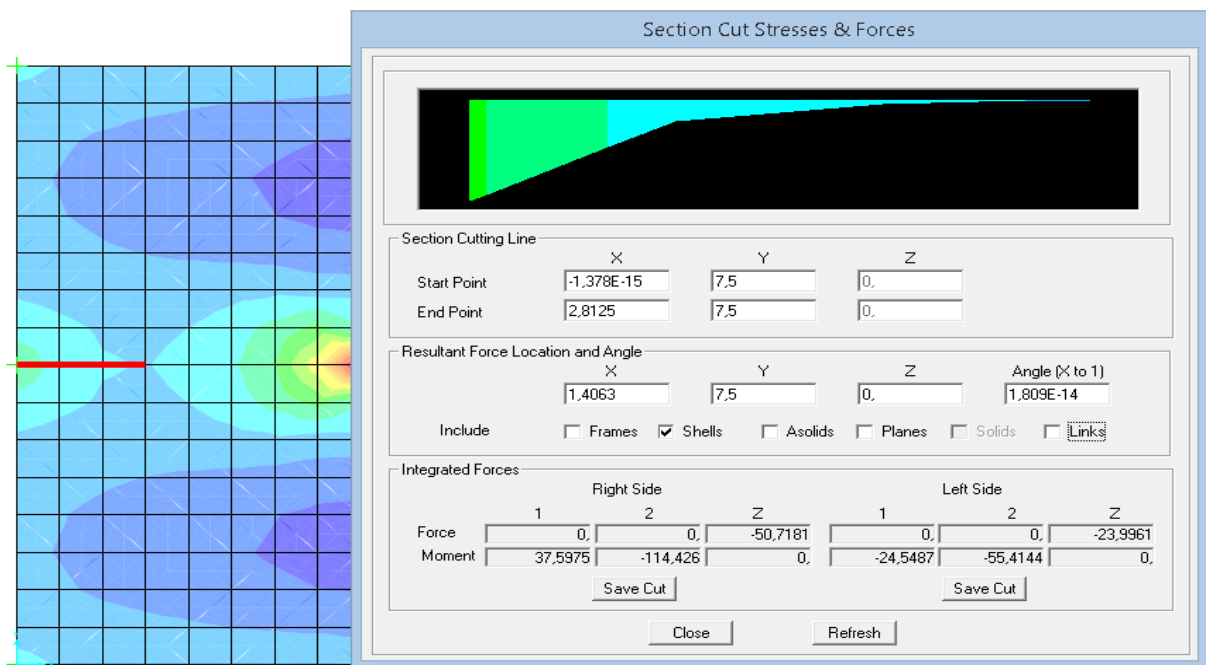 Section Cut Stresses & Forces
Section Cutting Line
X Y Z
Start Point -1,378E-15 7,5 0,
End Point 2,8125 7,5 0,
Resultant Force Location and Angle
X Y Z Angle (X to 1)
1,4063 7,5 0, 1,809E-14
Include Frames Shells Asolids Planes Solids Links
Integrated Forces
Right Side Left Side
1 2 Z 1 2 Z
Force 0, 0, -50,7181 0, 0, -23,9961
Moment 37,5975 -114,426 0, -24,5487 -55,4144 0,
Save Cut Save Cut
Close Refresh